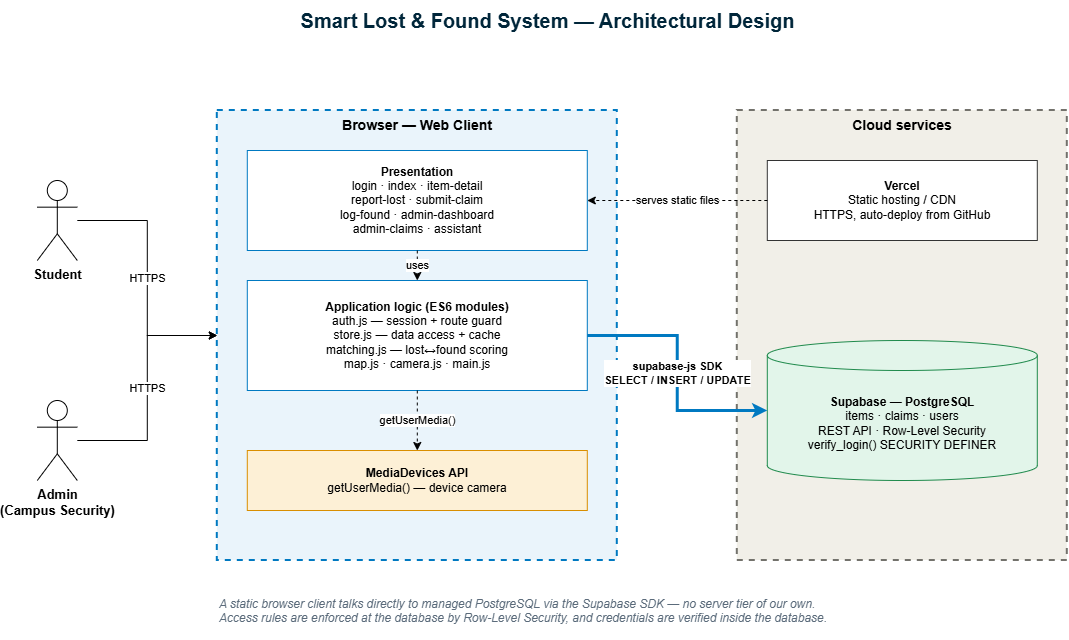 Smart Lost & Found System — Architectural Design
Browser — Web Client
Presentation
login · index · item-detail
report-lost · submit-claim
log-found · admin-dashboard
admin-claims · assistant
uses
Application logic (ES6 modules)
auth.js — session + route guard
store.js — data access + cache
matching.js — lost↔found scoring
map.js · camera.js · main.js
getUserMedia()
MediaDevices API
getUserMedia() — device camera
Student
HTTPS
HTTPS
Admin
(Campus Security)
serves static files
supabase-js SDK
SELECT / INSERT / UPDATE
Cloud services
Vercel
Static hosting / CDN
HTTPS, auto-deploy from GitHub
Supabase — PostgreSQL
items · claims · users
REST API · Row-Level Security
verify_login() SECURITY DEFINER
A static browser client talks directly to managed PostgreSQL via the Supabase SDK — no server tier of our own.
Access rules are enforced at the database by Row-Level Security, and credentials are verified inside the database.